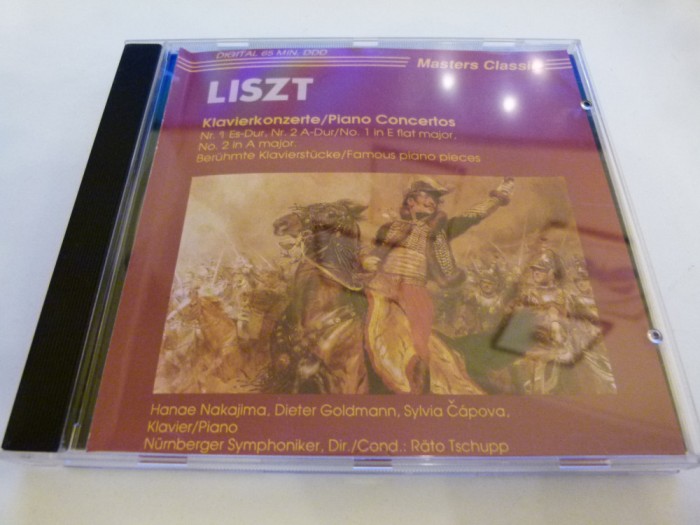 DIGITAL 65 MIN. DDD
Masters Classic
LISZT
Klavierkonzerte/Piano Concertos
Nr. 1 Es-Dur, Nr. 2 A-Dur/No. 1 in E flat major,
No. 2 in A major.
Berühmte Klavierstücke/Famous piano pieces
Hanae Nakajima, Dieter Goldmann, Sylvia Čápova,
Klavier/Piano
Nürnberger Symphoniker, Dir./Cond.: Räto Tschupp